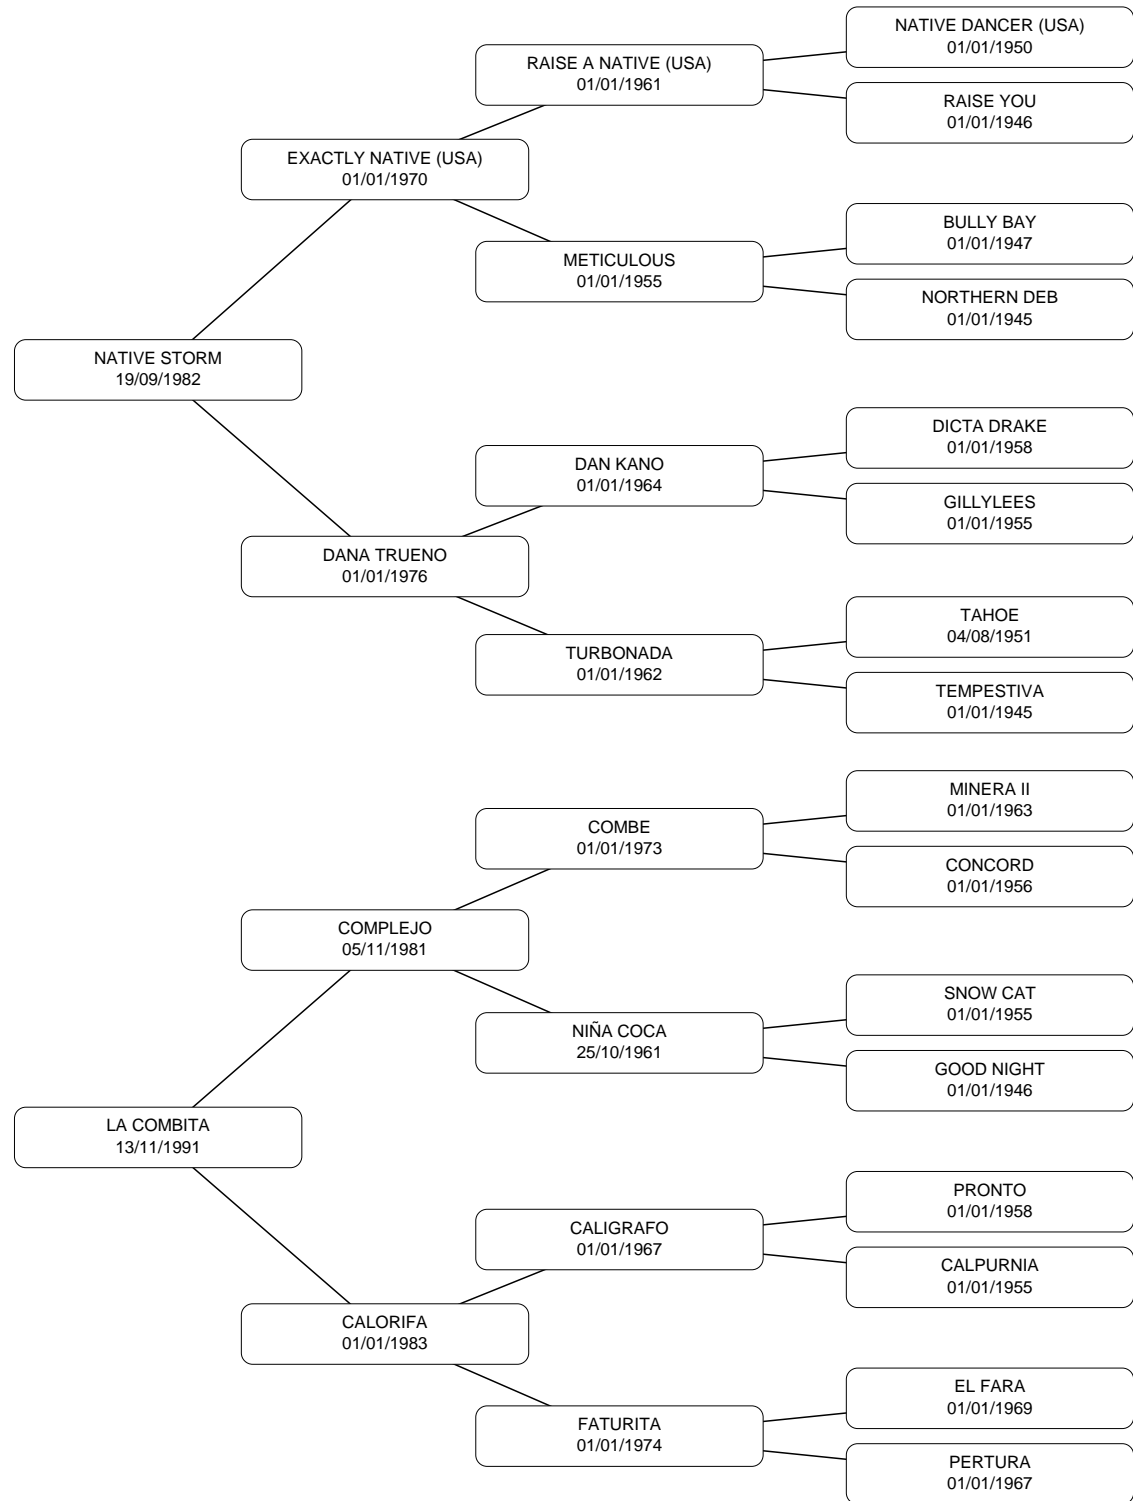 NATIVE DANCER (USA)
01/01/1950
RAISE A NATIVE (USA)
01/01/1961
RAISE YOU
01/01/1946
EXACTLY NATIVE (USA)
01/01/1970
BULLY BAY
01/01/1947
METICULOUS
01/01/1955
NORTHERN DEB
01/01/1945
NATIVE STORM
19/09/1982
DICTA DRAKE
01/01/1958
DAN KANO
01/01/1964
GILLYLEES
01/01/1955
DANA TRUENO
01/01/1976
TAHOE
04/08/1951
TURBONADA
01/01/1962
TEMPESTIVA
01/01/1945
MINERA II
01/01/1963
COMBE
01/01/1973
CONCORD
01/01/1956
COMPLEJO
05/11/1981
SNOW CAT
01/01/1955
NIÑA COCA
25/10/1961
GOOD NIGHT
01/01/1946
LA COMBITA
13/11/1991
PRONTO
01/01/1958
CALIGRAFO
01/01/1967
CALPURNIA
01/01/1955
CALORIFA
01/01/1983
EL FARA
01/01/1969
FATURITA
01/01/1974
PERTURA
01/01/1967